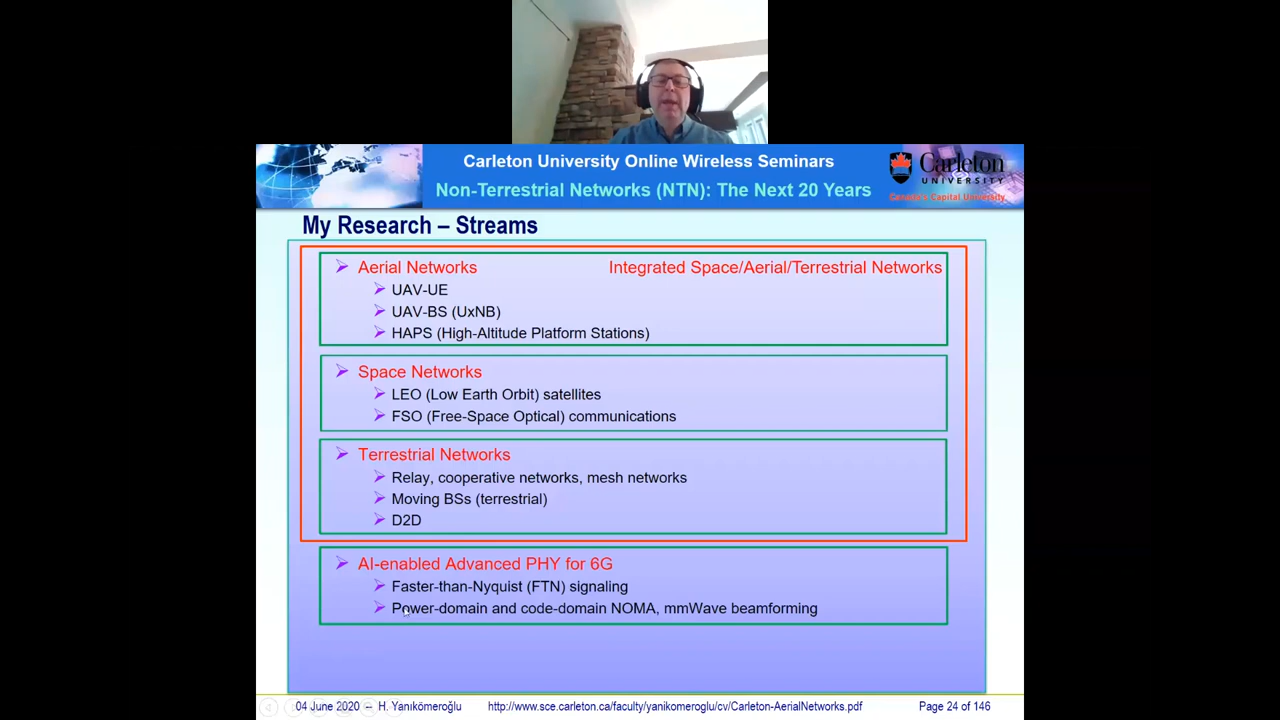 Carleton University Online Wireless Seminars
Non-Terrestrial Networks (NTN): The Next 20 Years
Carleton
UNIVERSITY
Canada's Capital University
My Research – Streams
Aerial Networks
Integrated Space/Aerial/Terrestrial Networks
UAV-UE
UAV-BS (UxNB)
HAPS (High-Altitude Platform Stations)
Space Networks
LEO (Low Earth Orbit) satellites
FSO (Free-Space Optical) communications
Terrestrial Networks
Relay, cooperative networks, mesh networks
Moving BSs (terrestrial)
D2D
AI-enabled Advanced PHY for 6G
Faster-than-Nyquist (FTN) signaling
Power-domain and code-domain NOMA, mmWave beamforming
04 June 2020 – H. Yanıkömeroğlu
http://www.sce.carleton.ca/faculty/yanikomeroglu/cv/Carleton-AerialNetworks.pdf
Page 24 of 146